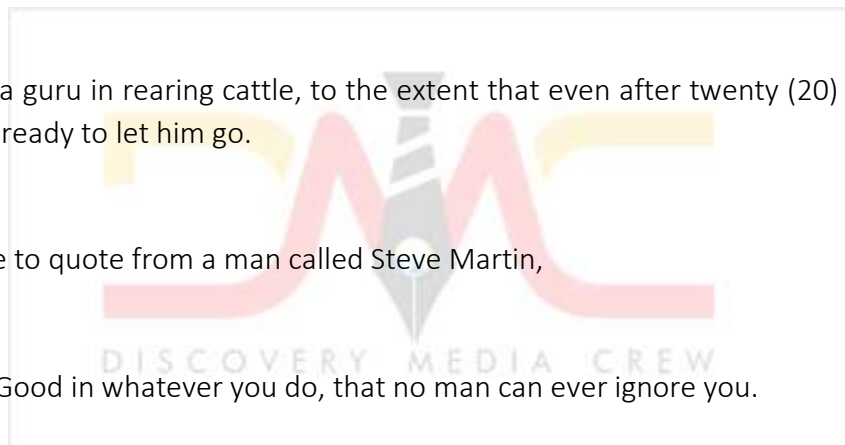 a guru in rearing cattle, to the extent that even after twenty (20)
ready to let him go.
e to quote from a man called Steve Martin,
DISCOVERY MEDIA CREW
Good in whatever you do, that no man can ever ignore you.